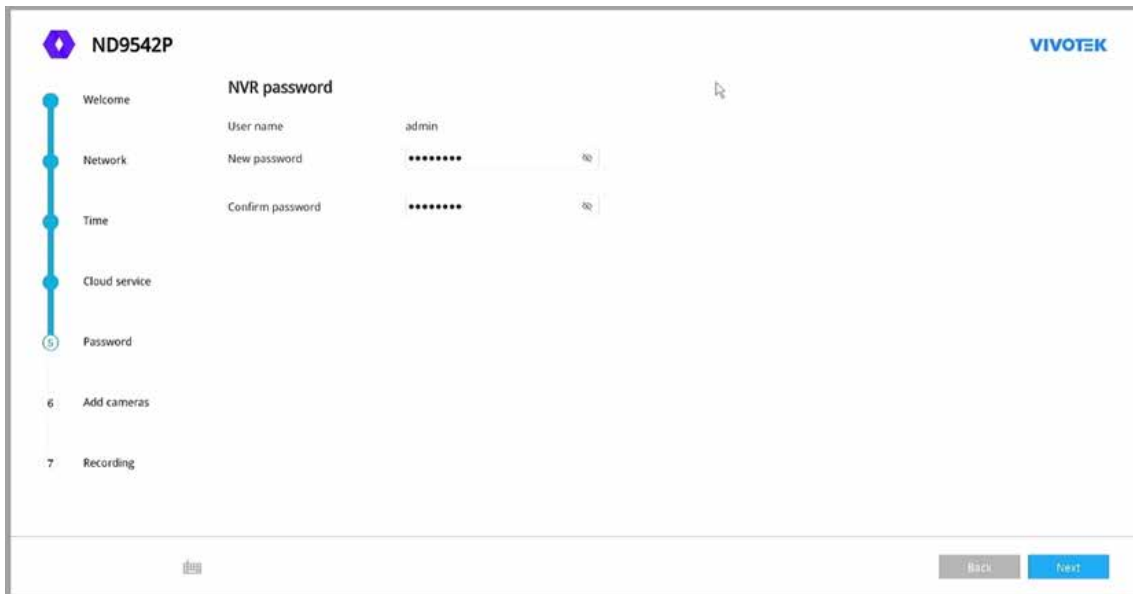 ND9542P
VIVOTEK
Welcome
Network
Time
Cloud service
5 Password
6 Add cameras
7 Recording
NVR password
User name admin
New password ••••••••
Confirm password ••••••••
Back Next